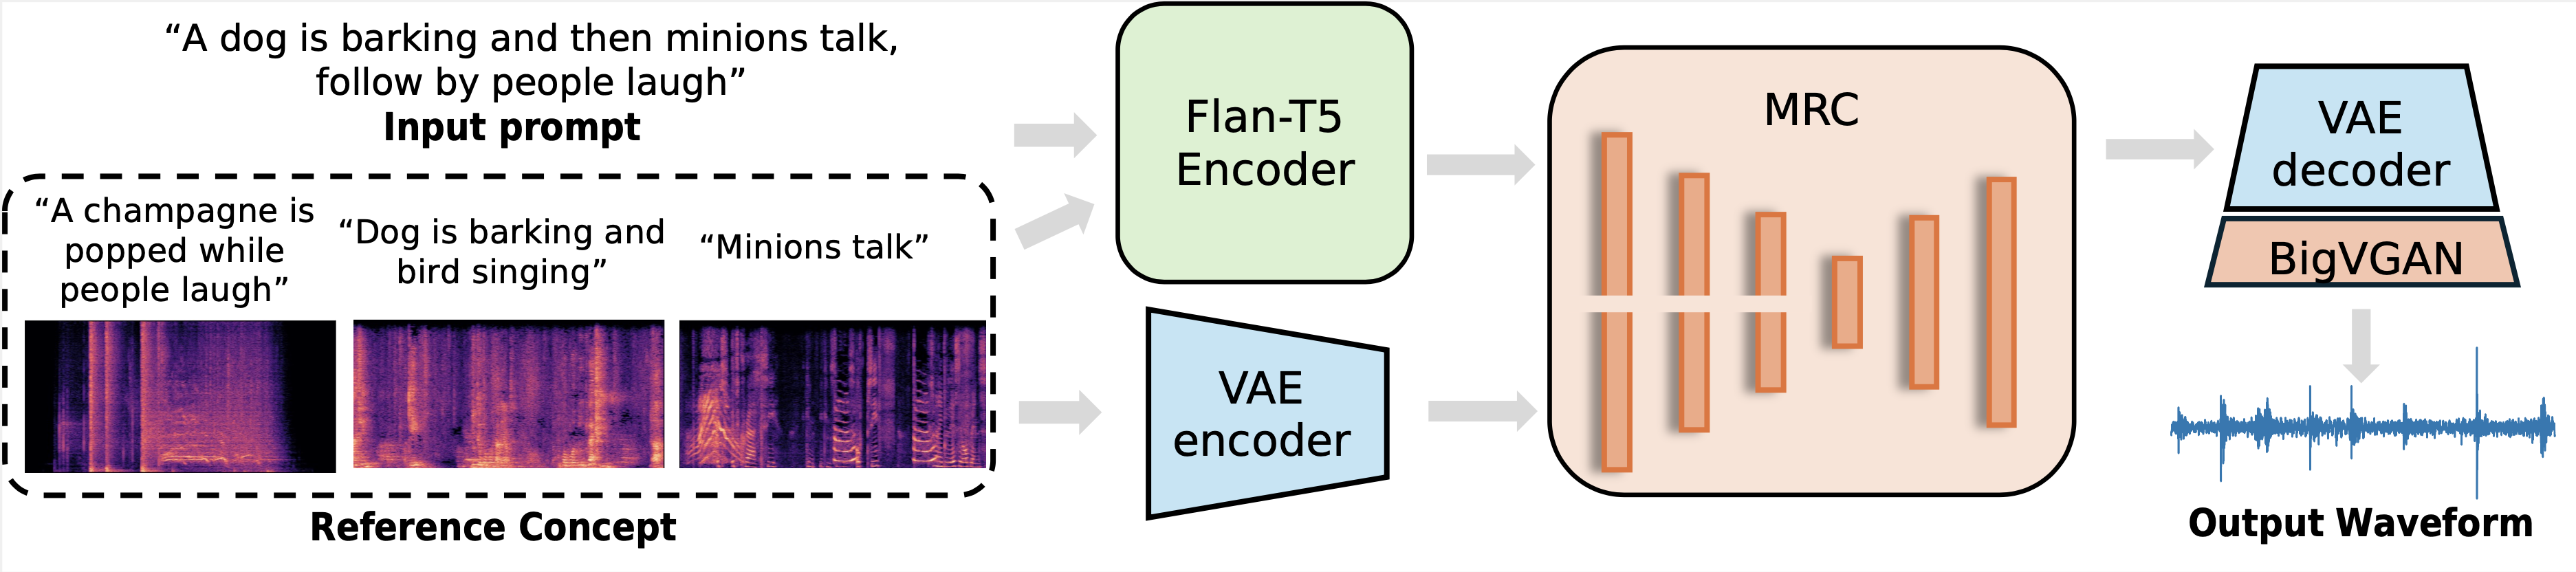 “A dog is barking and then minions talk,
follow by people laugh”
Input prompt
“A champagne is
popped while
people laugh”
“Dog is barking and
bird singing”
“Minions talk”
Reference Concept
Flan-T5
Encoder
VAE
encoder
MRC
VAE
decoder
BigVGAN
Output Waveform